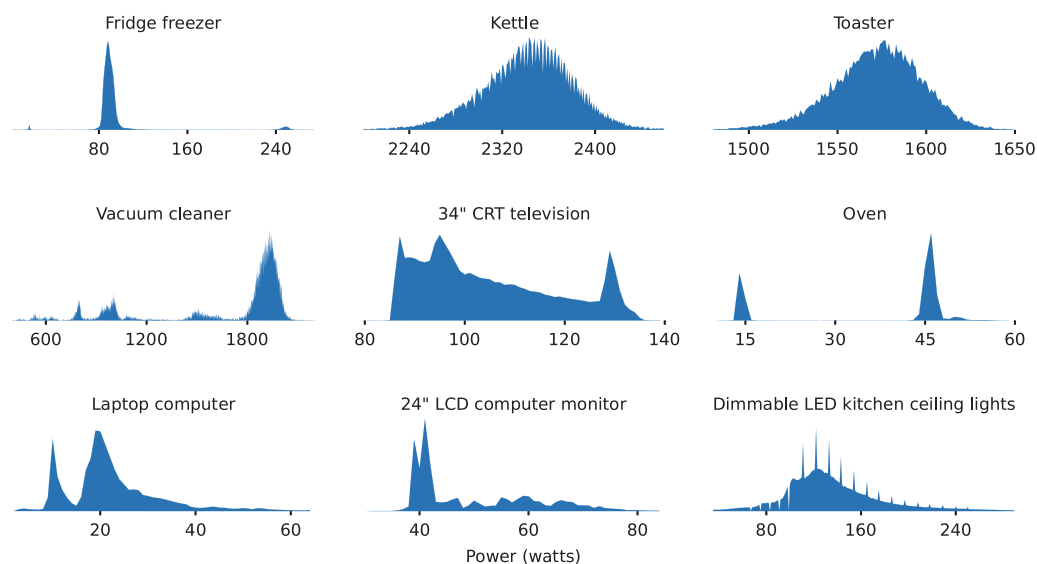 Fridge freezer
Kettle
Toaster
80 160 240
2240 2320 2400
1500 1550 1600 1650
Vacuum cleaner
34" CRT television
Oven
600 1200 1800
80 100 120 140
15 30 45 60
Laptop computer
24" LCD computer monitor
Dimmable LED kitchen ceiling lights
20 40 60
40 60 80
80 160 240
Power (watts)